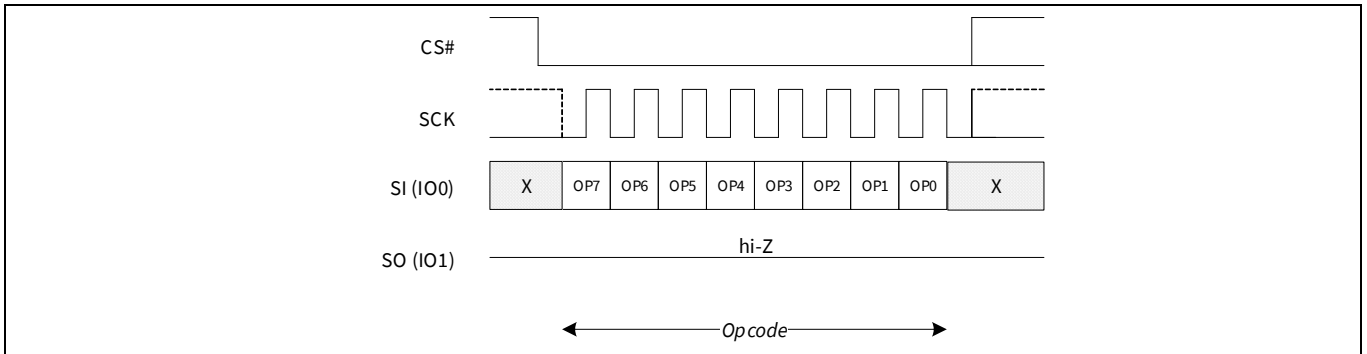 CS#
SCK
SI (IO0) X OP7 OP6 OP5 OP4 OP3 OP2 OP1 OP0 X
hi-Z
SO (IO1)
Opcode